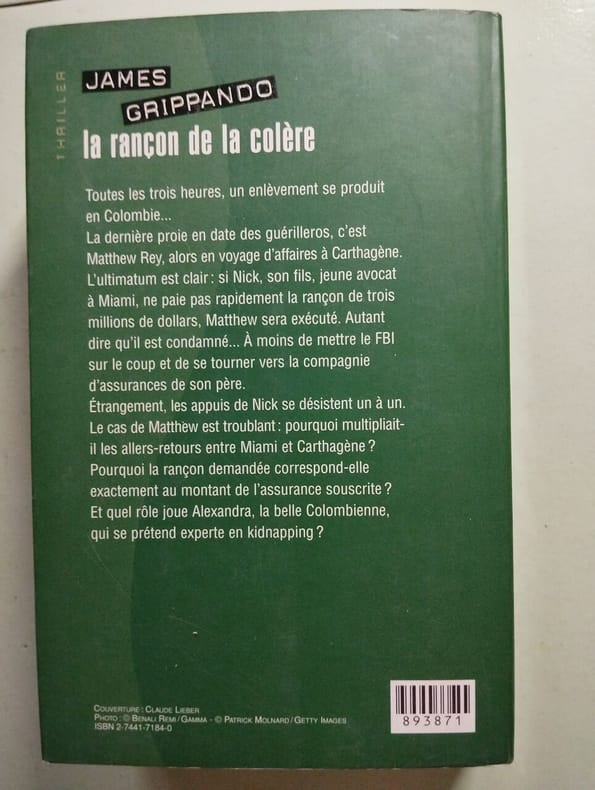 THRILLER
JAMES
GRIPPANDO
la rançon de la colère
Toutes les trois heures, un enlèvement se produit
en Colombie...
La dernière proie en date des guérilleros, c'est
Matthew Rey, alors en voyage d'affaires à Carthagène.
L'ultimatum est clair : si Nick, son fils, jeune avocat
à Miami, ne paie pas rapidement la rançon de trois
millions de dollars, Matthew sera exécuté. Autant
dire qu'il est condamné... À moins de mettre le FBI
sur le coup et de se tourner vers la compagnie
d'assurances de son père.
Étrangement, les appuis de Nick se désistent un à un.
Le cas de Matthew est troublant : pourquoi multipliait-
il les allers-retours entre Miami et Carthagène ?
Pourquoi la rançon demandée correspond-elle
exactement au montant de l'assurance souscrite ?
Et quel rôle joue Alexandra, la belle Colombienne,
qui se prétend experte en kidnapping ?
COUVERTURE : CLAUDE LIEBER
PHOTO : © BENALI REMI / GAMMA - © PATRICK MOLNARD / GETTY IMAGES
ISBN 2-7441-7184-0
893871